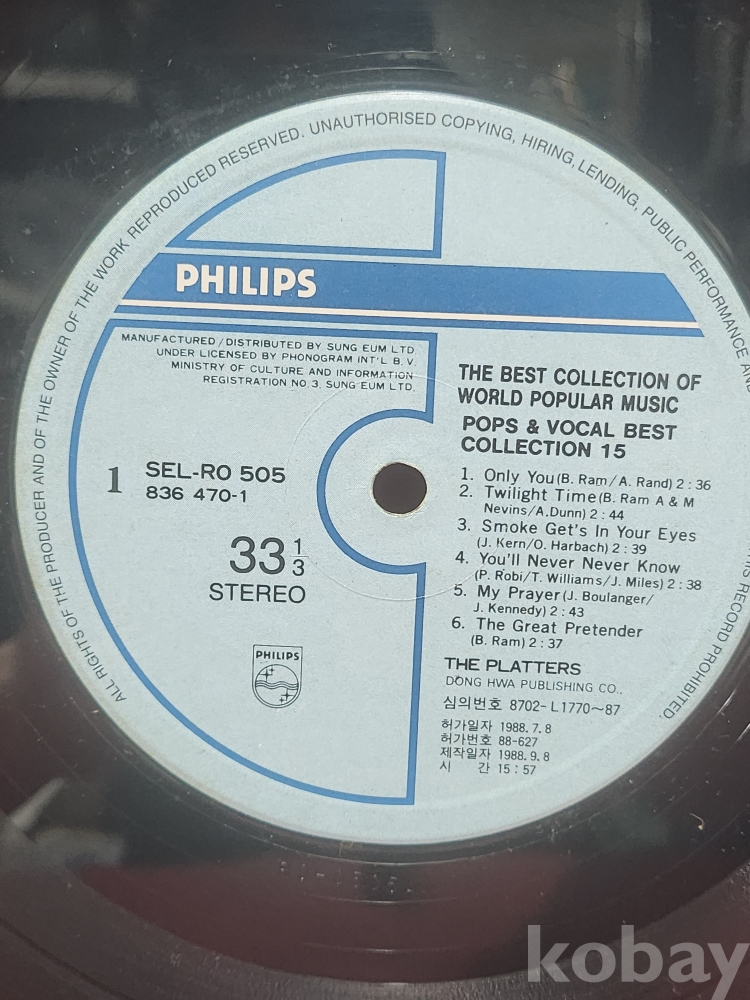 ALL RIGHTS OF THE PRODUCER AND OF THE OWNER OF THE WORK REPRODUCED RESERVED. UNAUTHORISED COPYING, HIRING, LENDING, PUBLIC PERFORMANCE AND THIS RECORD PROHIBITED.
PHILIPS
MANUFACTURED/DISTRIBUTED BY SUNG EUM LTD.
UNDER LICENSED BY PHONOGRAM INT'L B.V.
MINISTRY OF CULTURE AND INFORMATION
REGISTRATION NO.3. SUNG EUM LTD.
1
SEL-RO 505
836 470-1
33 1/3
STEREO
PHILIPS
THE BEST COLLECTION OF
WORLD POPULAR MUSIC
POPS & VOCAL BEST
COLLECTION 15
1. Only You (B. Ram/A. Rand) 2:36
2. Twilight Time (B. Ram A & M
Nevins/A.Dunn) 2:44
3. Smoke Get's In Your Eyes
(J. Kern/O. Harbach) 2:39
4. You'll Never Never Know
(P. Robi/T. Williams/J. Miles) 2:38
5. My Prayer (J. Boulanger/
J. Kennedy) 2:43
6. The Great Pretender
(B. Ram) 2:37
THE PLATTERS
DONG HWA PUBLISHING CO.,
심의번호 8702-L1770~87
허가일자 1988.7.8
허가번호 88-627
제작일자 1988.9.8
시 간 15:57
kobay